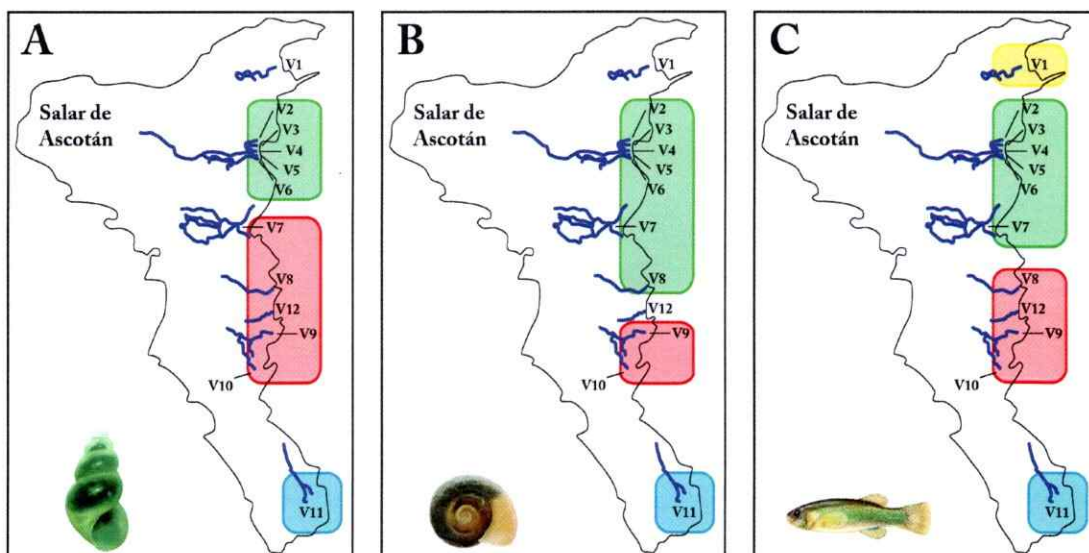 A
V1
Salar de
Ascotán
V2
V3
V4
V5
V6
V7
V8
V12
V9
V10
V11
B
V1
Salar de
Ascotán
V2
V3
V4
V5
V6
V7
V8
V12
V9
V10
V11
C
V1
Salar de
Ascotán
V2
V3
V4
V5
V6
V7
V8
V12
V9
V10
V11